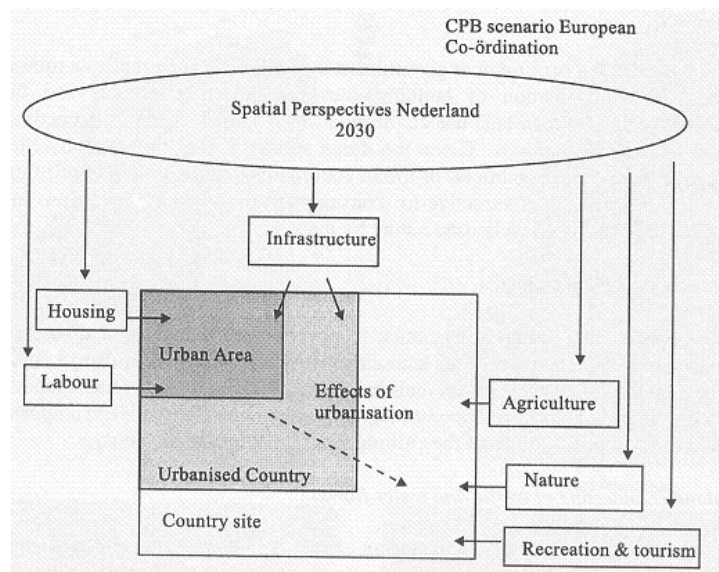 CPB scenario European
Co-ördination
Spatial Perspectives Nederland
2030
Infrastructure
Housing
Urban Area
Labour
Effects of
urbanisation
Agriculture
Urbanised Country
Nature
Country site
Recreation & tourism